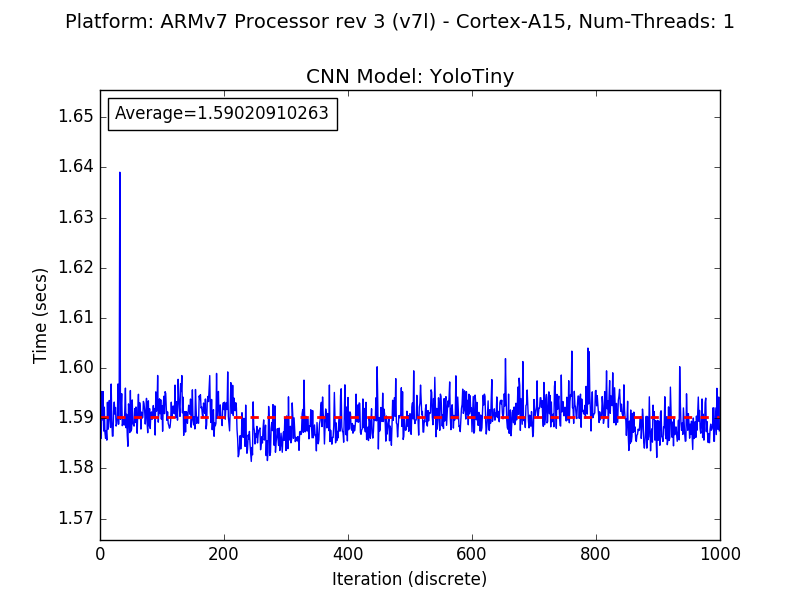 Platform: ARMv7 Processor rev 3 (v7l) - Cortex-A15, Num-Threads: 1
CNN Model: YoloTiny
Average=1.59020910263
1.65
1.64
1.63
1.62
1.61
1.60
1.59
1.58
1.57
Time (secs)
0 200 400 600 800 1000
Iteration (discrete)